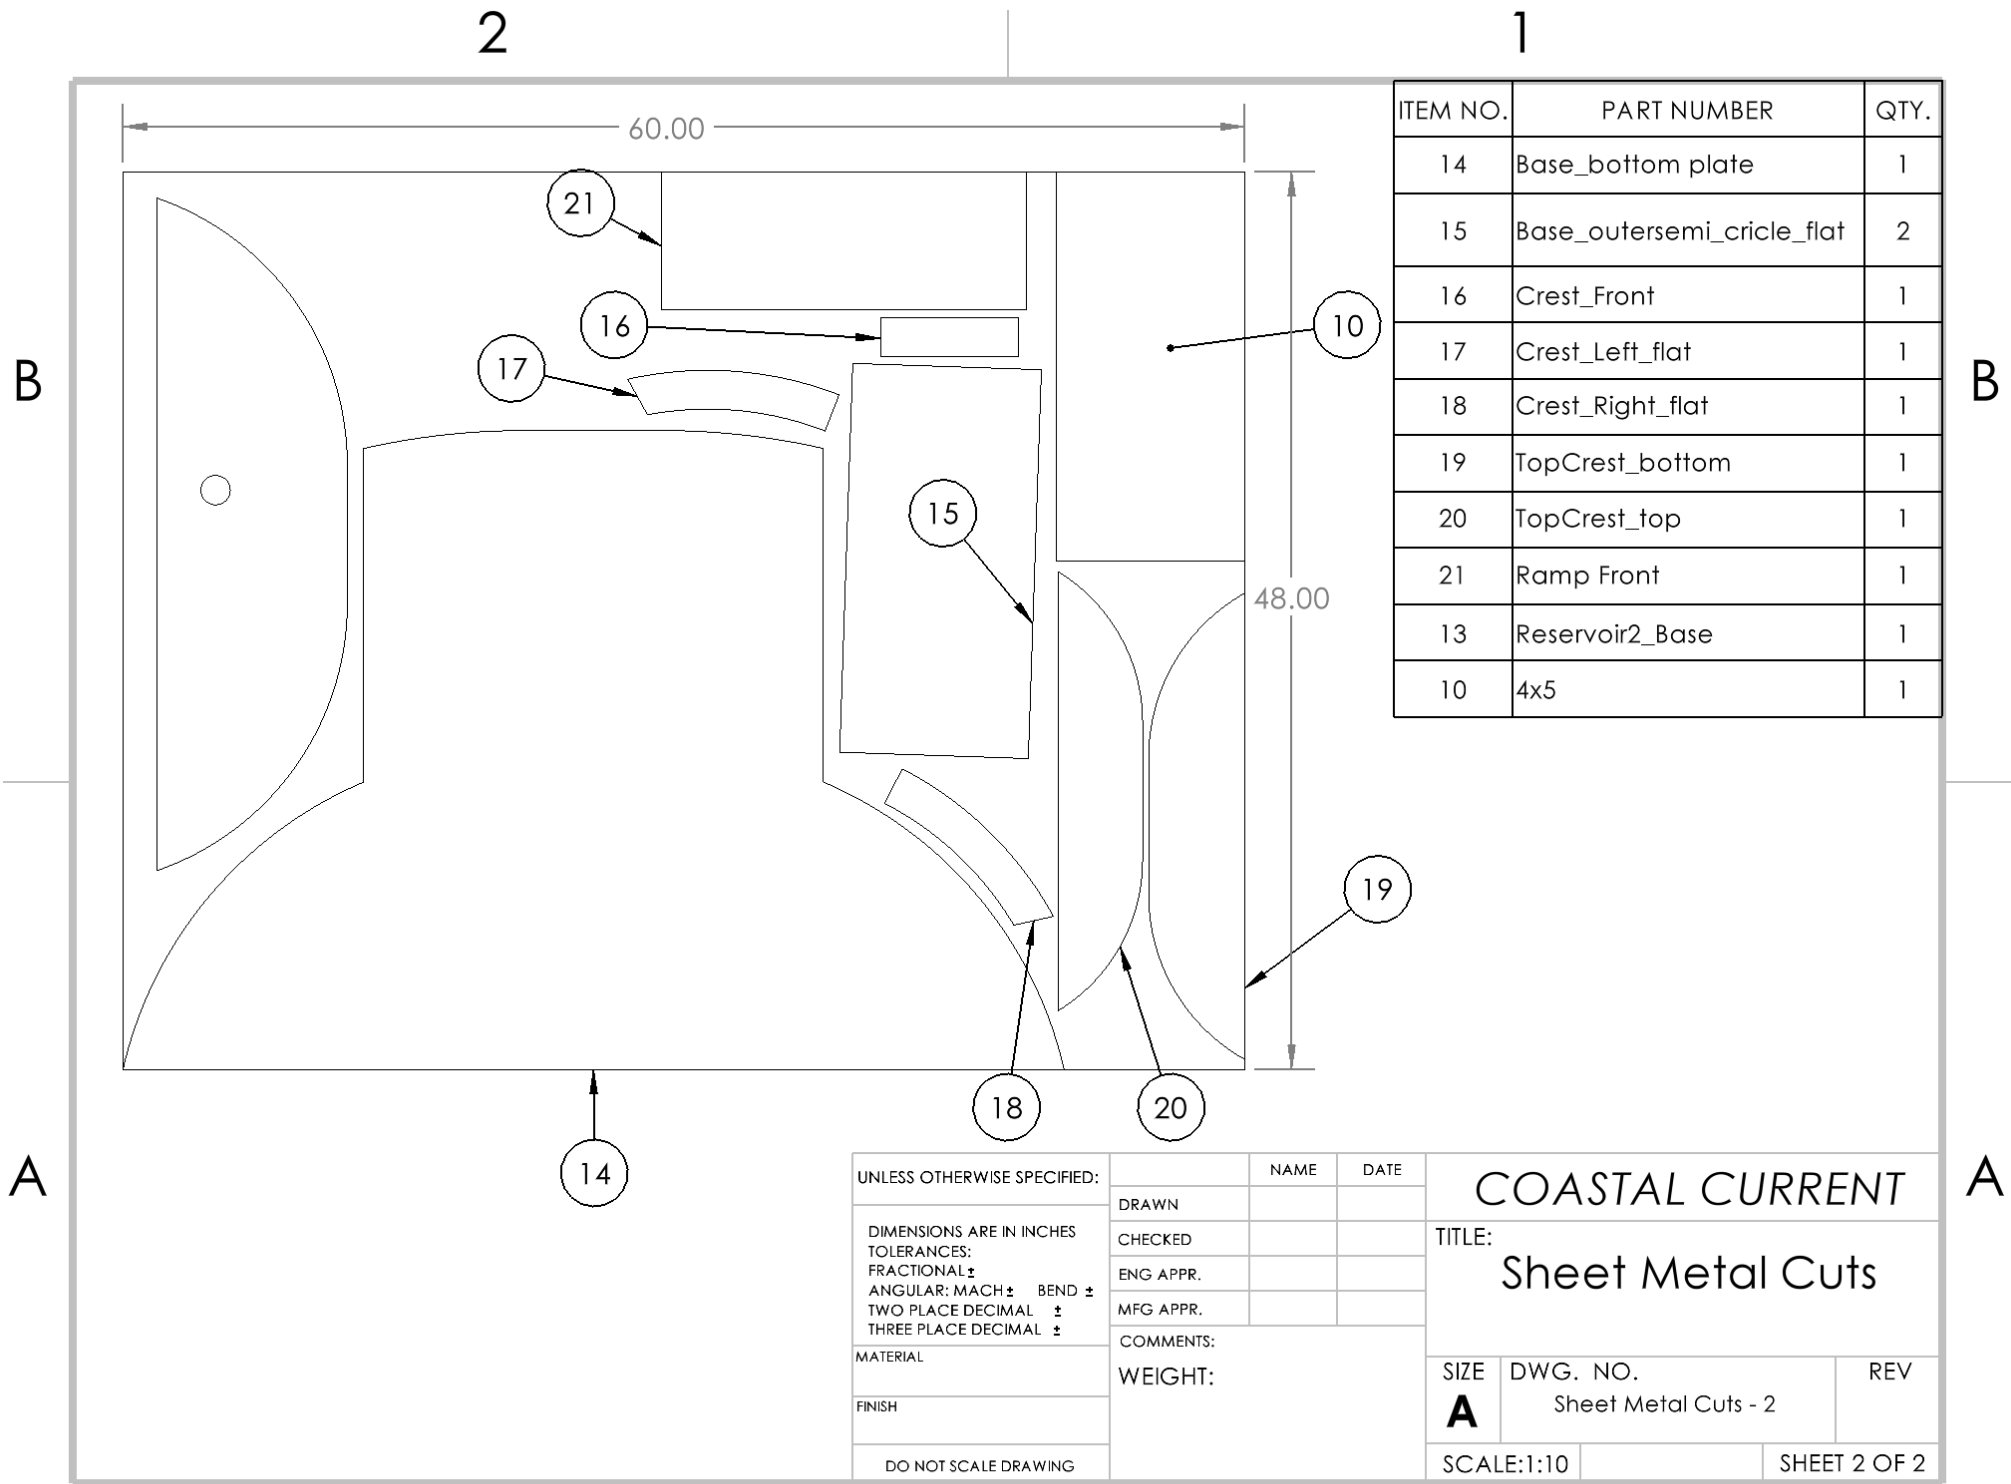 2 1
60.00
ITEM NO. PART NUMBER QTY.
14 Base_bottom plate 1
15 Base_outersemi_cricle_flat 2
16 Crest_Front 1
17 Crest_Left_flat 1
18 Crest_Right_flat 1
19 TopCrest_bottom 1
20 TopCrest_top 1
21 Ramp Front 1
13 Reservoir2_Base 1
10 4x5 1
21
16
10
17
B B
15
48.00
19
18
20
14
A A
UNLESS OTHERWISE SPECIFIED:
DIMENSIONS ARE IN INCHES
TOLERANCES:
FRACTIONAL±
ANGULAR: MACH± BEND ±
TWO PLACE DECIMAL ±
THREE PLACE DECIMAL ±
MATERIAL
FINISH
DO NOT SCALE DRAWING
NAME DATE
DRAWN
CHECKED
ENG APPR.
MFG APPR.
COMMENTS:
WEIGHT:
COASTAL CURRENT
TITLE:
Sheet Metal Cuts
SIZE DWG. NO. REV
A Sheet Metal Cuts - 2
SCALE:1:10 SHEET 2 OF 2